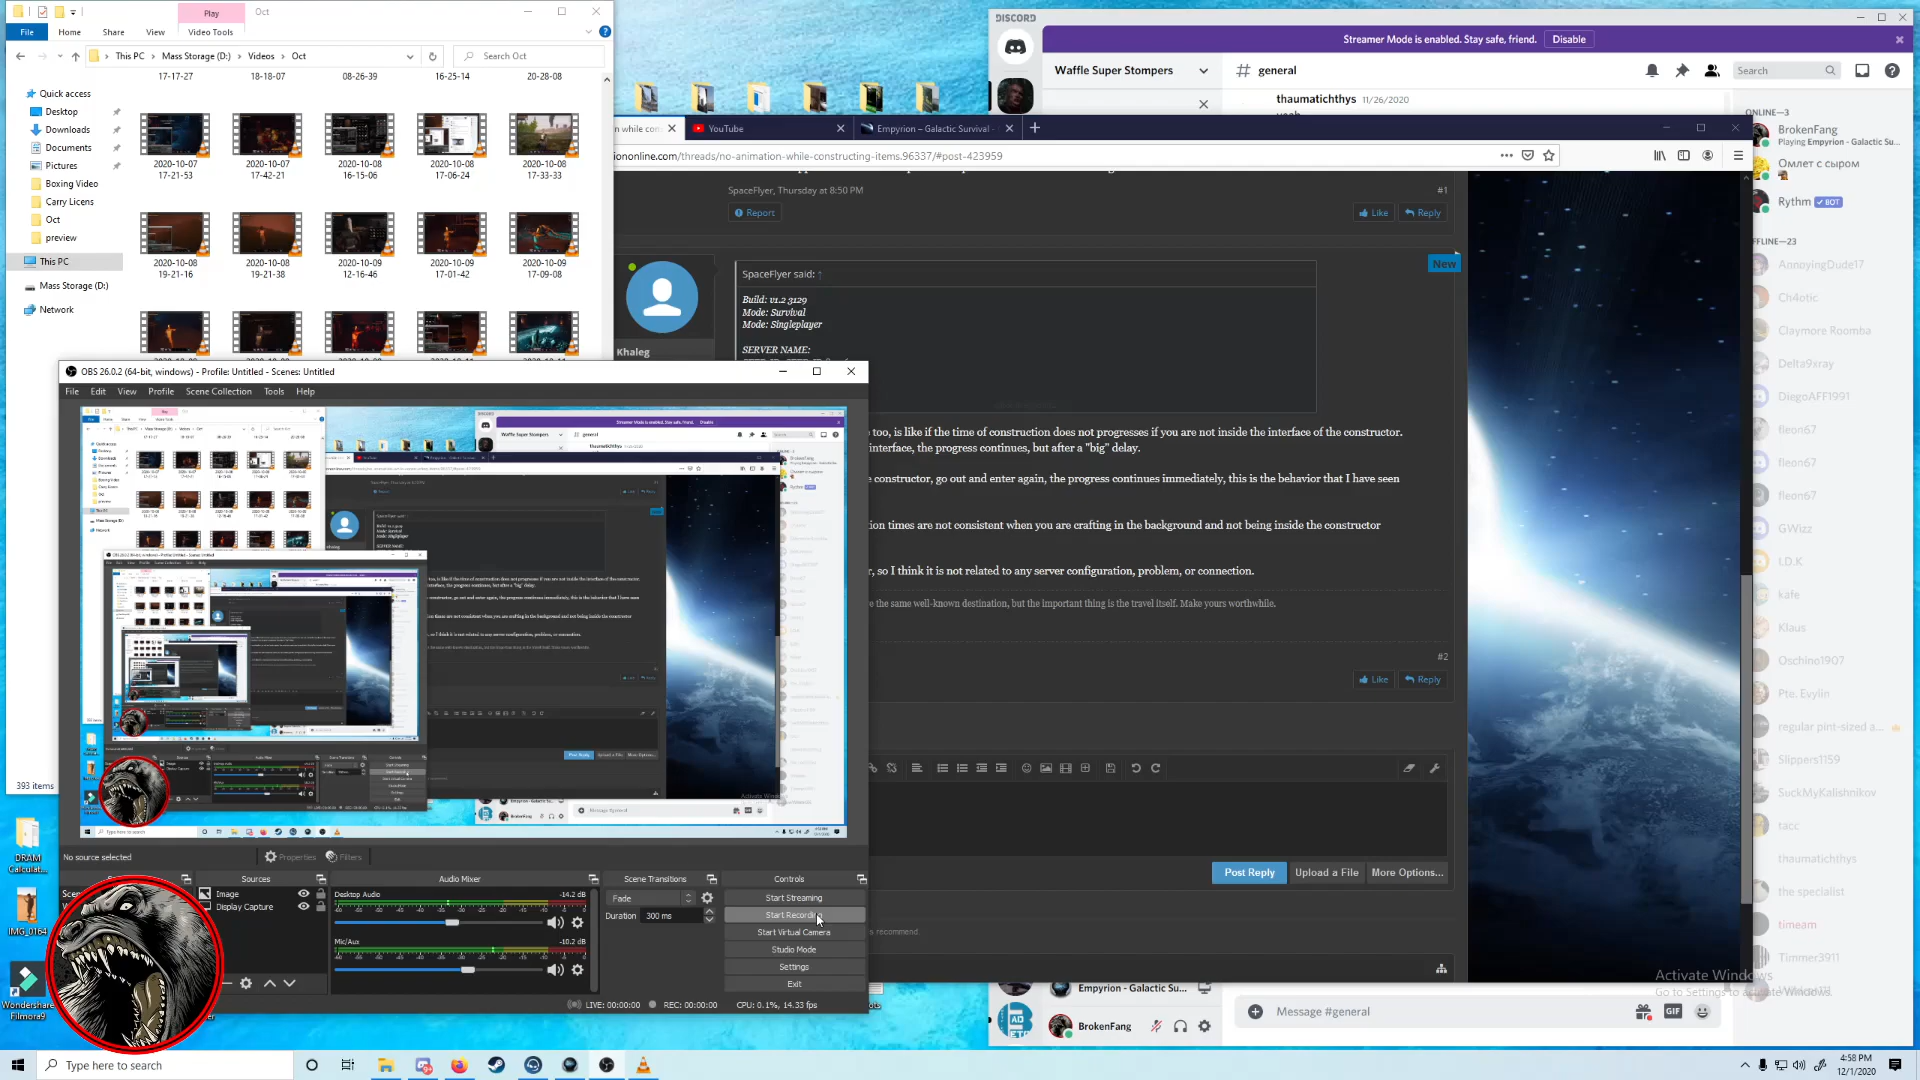 Play
Oct
File
Home
Share
View
Video Tools
This PC
Mass Storage (D:)
Videos
Oct
Search Oct
17-17-27
18-18-07
08-26-39
16-25-14
20-28-08
Quick access
Desktop
Downloads
Documents
Pictures
Boxing Video
Carry Licens
Oct
preview
This PC
Mass Storage (D:)
Network
2020-10-07 17-21-53
2020-10-07 17-42-21
2020-10-08 16-15-06
2020-10-08 17-06-24
2020-10-08 17-33-33
2020-10-08 19-21-16
2020-10-08 19-21-38
2020-10-09 12-16-46
2020-10-09 17-01-42
2020-10-09 17-09-08
393 items
DISCORD
Streamer Mode is enabled. Stay safe, friend.
Disable
Waffle Super Stompers
# general
Search
thaumatichthys 11/26/2020
YouTube
Empyrion – Galactic Survival -
iononline.com/threads/no-animation-while-constructing-items.96337/#post-423959
SpaceFlyer, Thursday at 8:50 PM
#1
Report
Like
Reply
New
Khaleg
SpaceFlyer said: ↑
Build: v1.2 3129
Mode: Survival
Mode: Singleplayer
SERVER NAME:
too, is like if the time of construction does not progresses if you are not inside the interface of the constructor.
interface, the progress continues, but after a "big" delay.
constructor, go out and enter again, the progress continues immediately, this is the behavior that I have seen
tion times are not consistent when you are crafting in the background and not being inside the constructor
, so I think it is not related to any server configuration, problem, or connection.
the same well-known destination, but the important thing is the travel itself. Make yours worthwhile.
#2
Like
Reply
Post Reply
Upload a File
More Options...
is recommend.
ONLINE—3
BrokenFang
Playing Empyrion - Galactic Su...
Омлет с сыром
Rythm
BOT
FFLINE—23
AnnoyingDude17
Ch4otic
Claymore Roomba
Delta9xray
DiegoAFF1991
fleon67
fleon67
fleon67
GWizz
I.D.K
kafe
Klaus
Oschino1907
Pte. Evyiin
regular pint-sized a...
Slippers1159
SuckMyKalishnikov
tacc
thaumatichthys
the specialist
timeam
Timmer3911
Activate Windows
Go to Settings to activate Windows.
Empyrion - Galactic Su...
BrokenFang
Message #general
GIF
OBS 26.0.2 (64-bit, windows) - Profile: Untitled - Scenes: Untitled
File
Edit
View
Profile
Scene Collection
Tools
Help
No source selected
Properties
Filters
Sources
Audio Mixer
Scene Transitions
Controls
Image
Display Capture
Desktop Audio
-14.2 dB
Mic/Aux
-10.2 dB
Fade
Duration
300 ms
Start Streaming
Start Recording
Start Virtual Camera
Studio Mode
Settings
Exit
LIVE: 00:00:00
REC: 00:00:00
CPU: 0.1%, 14.33 fps
DRAM
Calculat...
IMG_0164
Wondershare
Filmora9
Type here to search
4:58 PM
12/1/2020